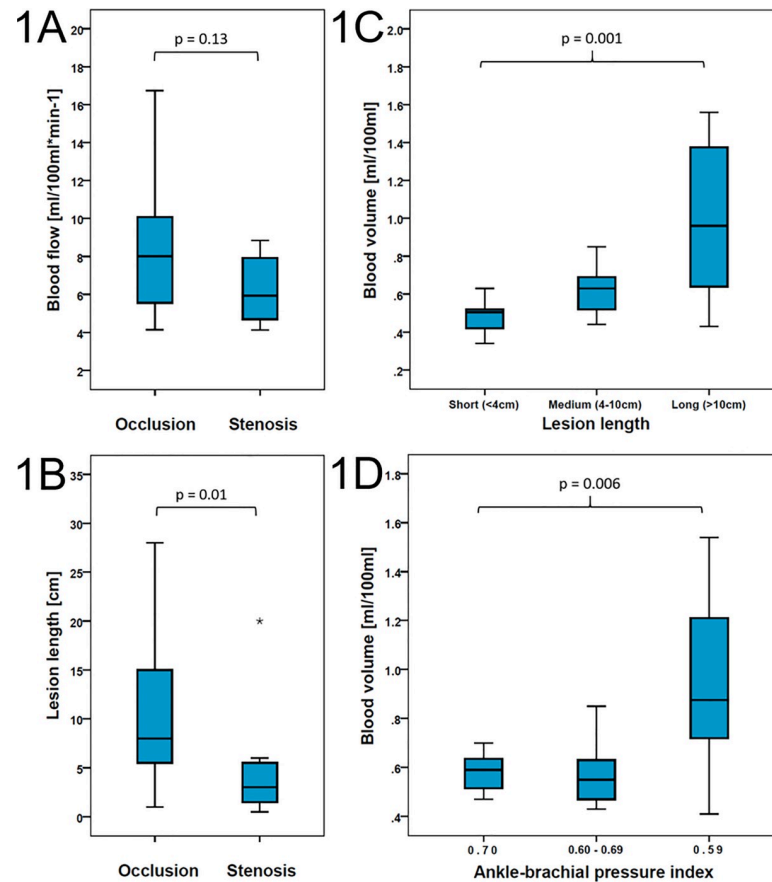 1A
20
18
16
14
12
10
8
6
4
2
Blood flow [ml/100ml*min-1]
p = 0.13
Occlusion Stenosis
1C
2.0
1.8
1.6
1.4
1.2
1.0
.8
.6
.4
.2
Blood volume [ml/100ml]
p = 0.001
Short (<4cm) Medium (4-10cm) Long (>10cm)
Lesion length
1B
35
30
25
20
15
10
5
0
Lesion length [cm]
p = 0.01
*
Occlusion Stenosis
1D
1.8
1.6
1.4
1.2
1.0
.8
.6
.4
Blood volume [ml/100ml]
p = 0.006
0.70 0.60-0.69 0.59
Ankle-brachial pressure index